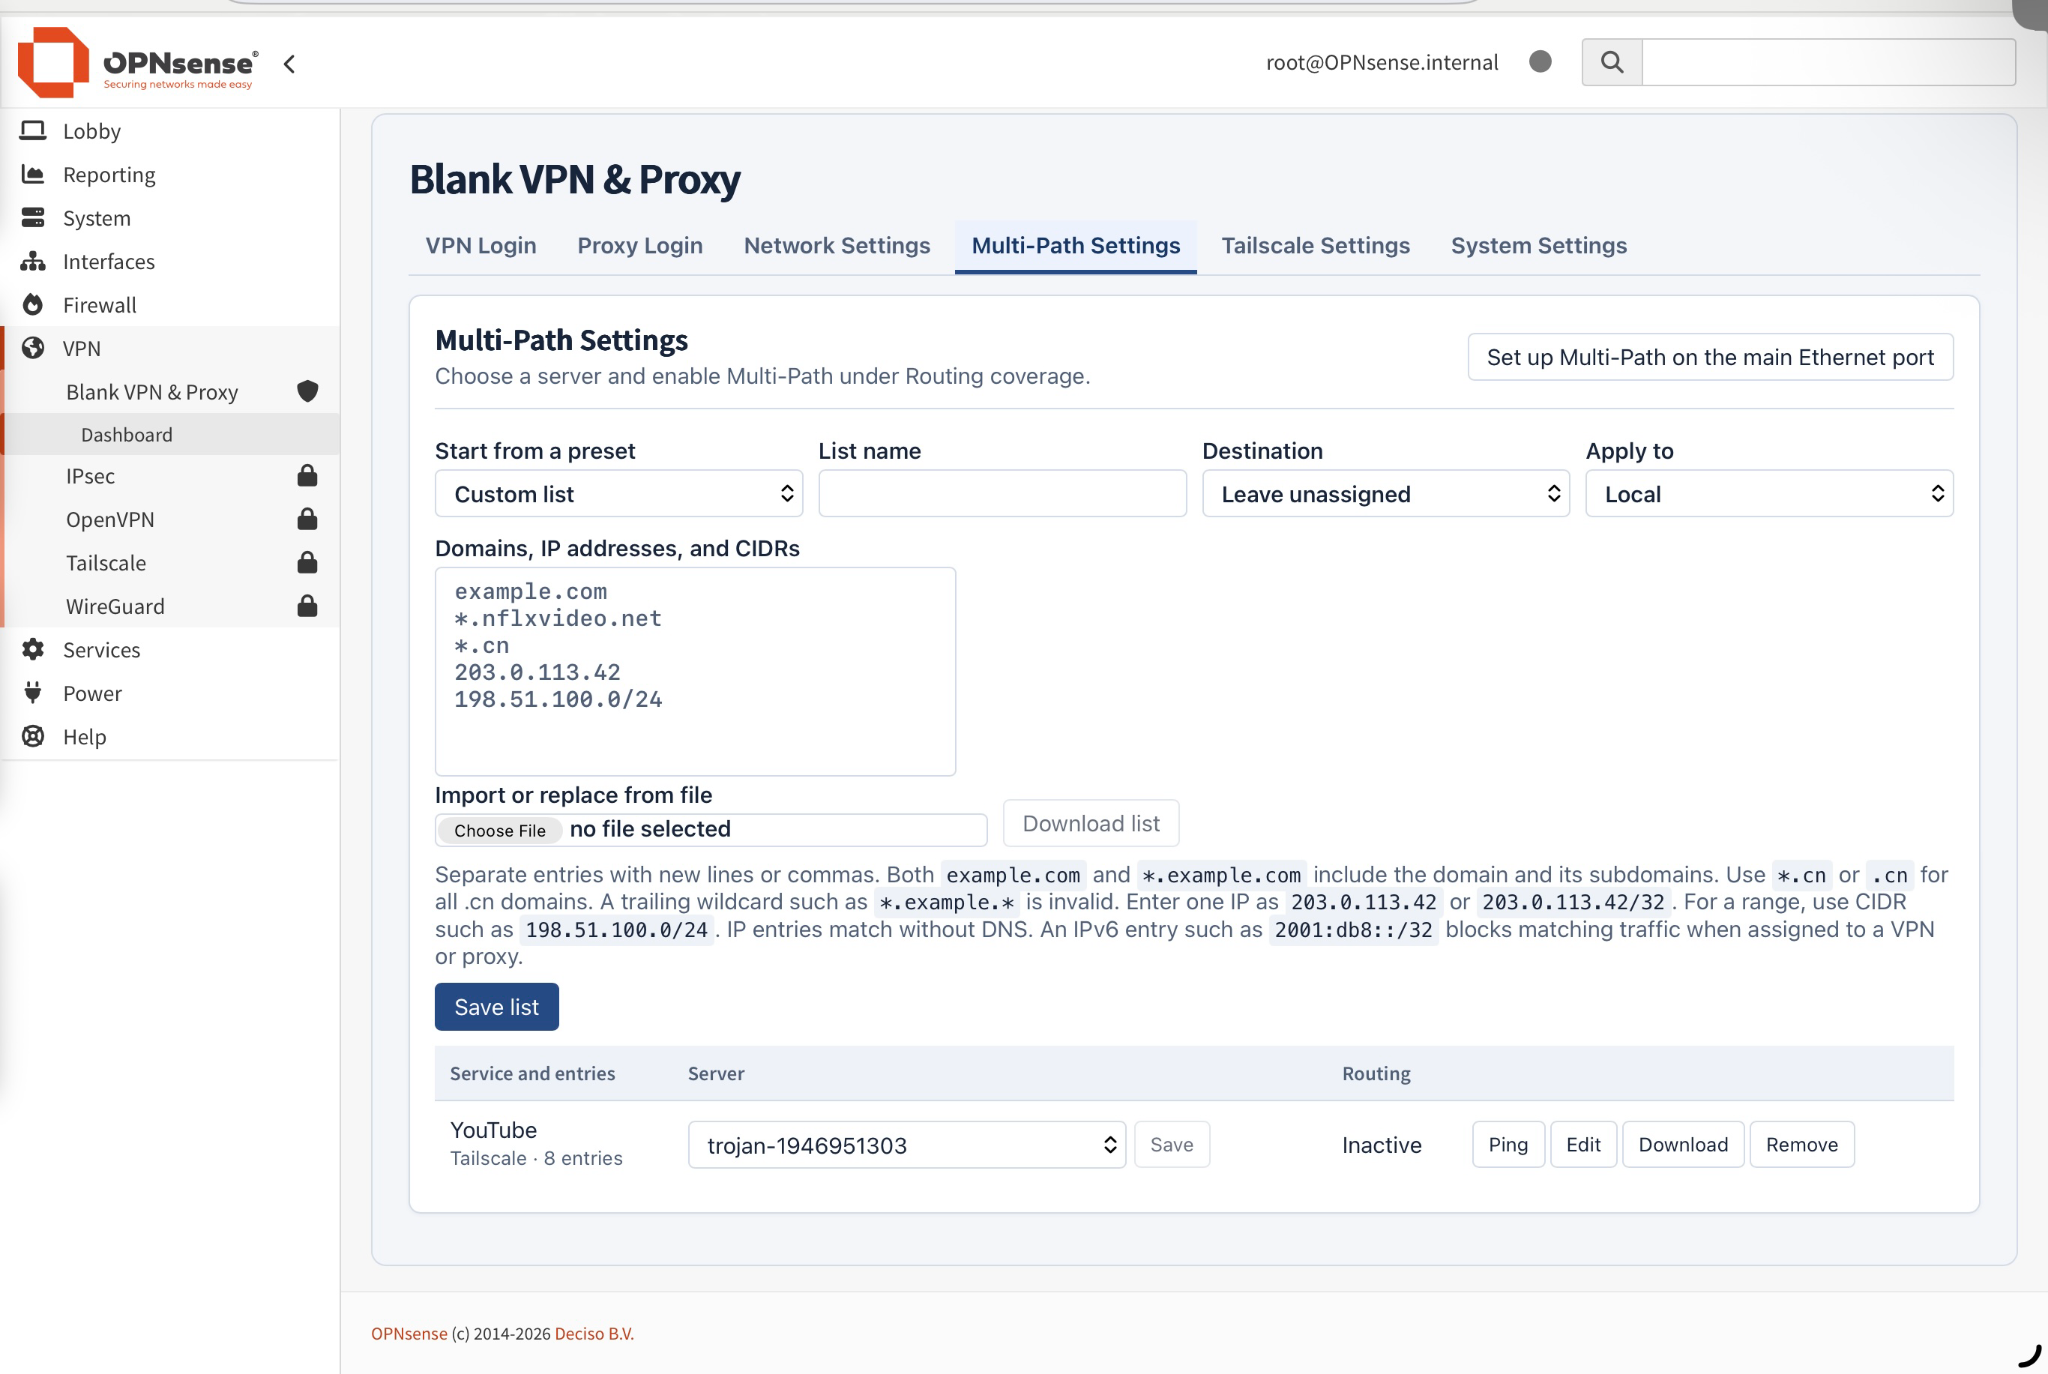 OPNsense®
Securing networks made easy
root@OPNsense.internal
Lobby
Reporting
System
Interfaces
Firewall
VPN
Blank VPN & Proxy
Dashboard
IPsec
OpenVPN
Tailscale
WireGuard
Services
Power
Help
Blank VPN & Proxy
VPN Login
Proxy Login
Network Settings
Multi-Path Settings
Tailscale Settings
System Settings
Multi-Path Settings
Choose a server and enable Multi-Path under Routing coverage.
Set up Multi-Path on the main Ethernet port
Start from a preset
Custom list
List name
Destination
Leave unassigned
Apply to
Local
Domains, IP addresses, and CIDRs
example.com
*.nflxvideo.net
*.cn
203.0.113.42
198.51.100.0/24
Import or replace from file
Choose File no file selected
Download list
Separate entries with new lines or commas. Both example.com and *.example.com include the domain and its subdomains. Use *.cn or .cn for
all .cn domains. A trailing wildcard such as *.example.* is invalid. Enter one IP as 203.0.113.42 or 203.0.113.42/32 . For a range, use CIDR
such as 198.51.100.0/24 . IP entries match without DNS. An IPv6 entry such as 2001:db8::/32 blocks matching traffic when assigned to a VPN
or proxy.
Save list
Service and entries
Server
Routing
YouTube
Tailscale · 8 entries
trojan-1946951303
Save
Inactive
Ping
Edit
Download
Remove
OPNsense (c) 2014-2026 Deciso B.V.